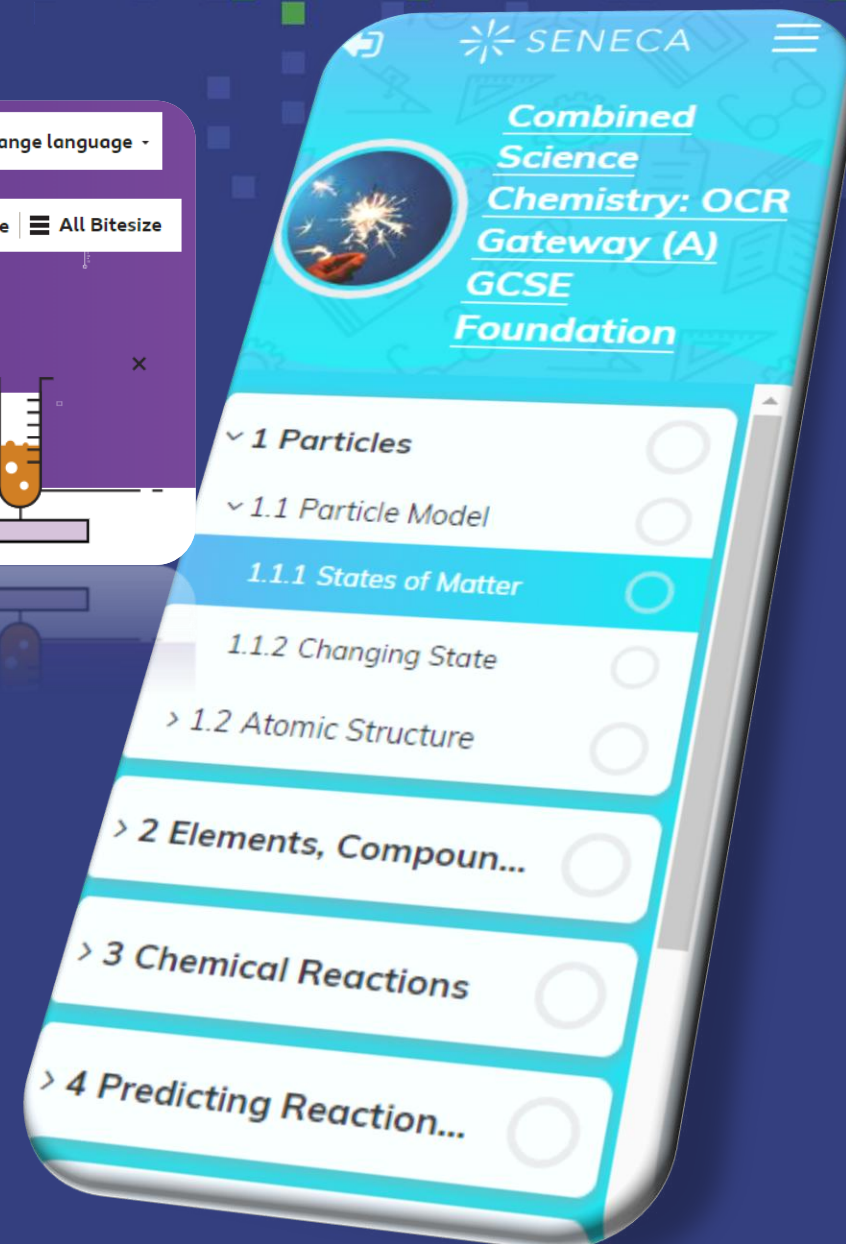 ange language
e
All Bitesize
SENECA
Combined
Science
Chemistry: OCR
Gateway (A)
GCSE
Foundation
1 Particles
1.1 Particle Model
1.1.1 States of Matter
1.1.2 Changing State
1.2 Atomic Structure
2 Elements, Compoun...
3 Chemical Reactions
4 Predicting Reaction...